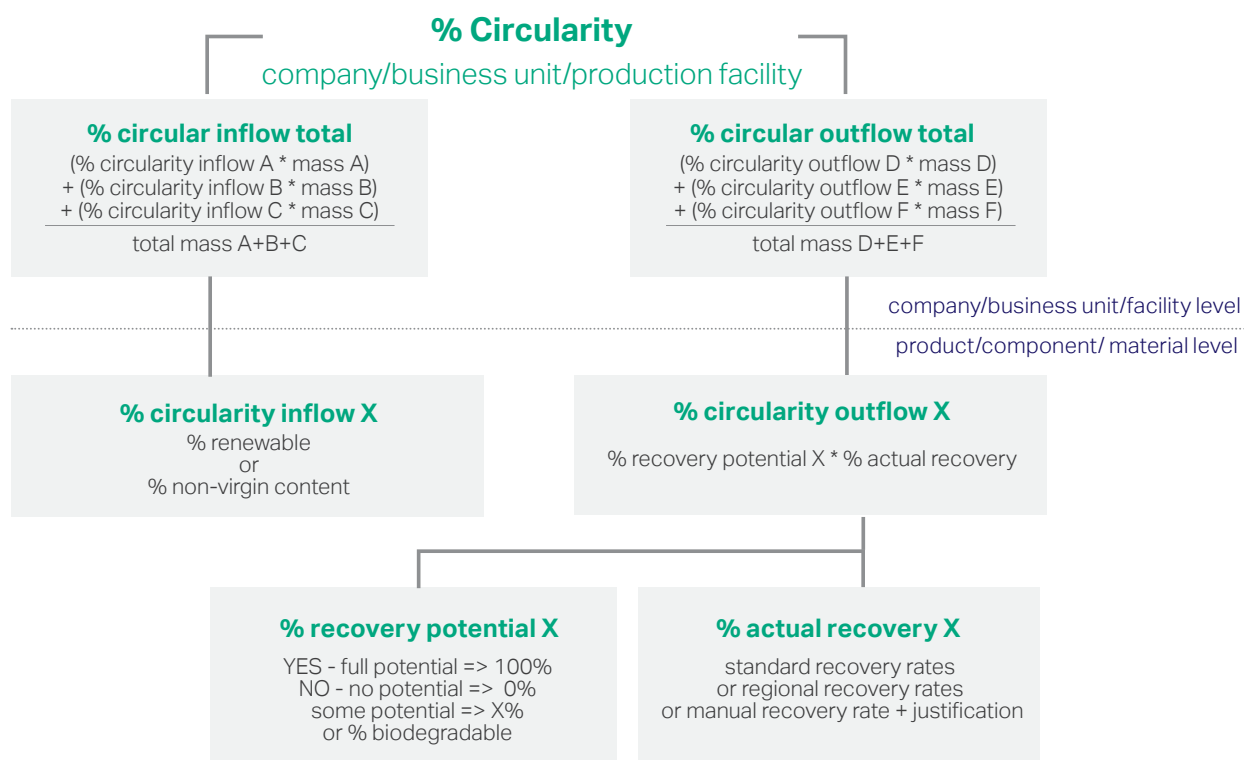 % Circularity
company/business unit/production facility
% circular inflow total
(% circularity inflow A * mass A)
+ (% circularity inflow B * mass B)
+ (% circularity inflow C * mass C)
total mass A+B+C
% circular outflow total
(% circularity outflow D * mass D)
+ (% circularity outflow E * mass E)
+ (% circularity outflow F * mass F)
total mass D+E+F
company/business unit/facility level
product/component/ material level
% circularity inflow X
% renewable
or
% non-virgin content
% circularity outflow X
% recovery potential X * % actual recovery
% recovery potential X
YES - full potential => 100%
NO - no potential => 0%
some potential => X%
or % biodegradable
% actual recovery X
standard recovery rates
or regional recovery rates
or manual recovery rate + justification